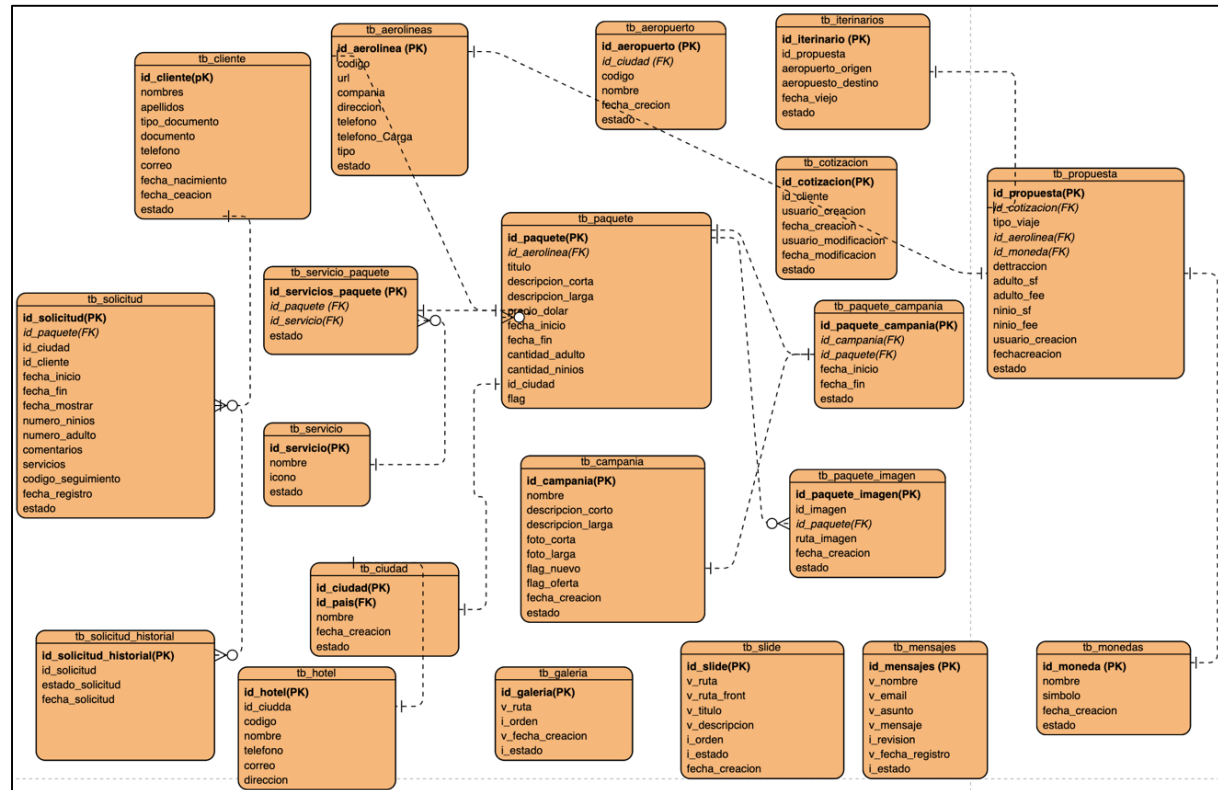 tb_cliente
id_cliente(pK)
nombres
apellidos
tipo_documento
documento
telefono
correo
fecha_nacimiento
fecha_ceacion
estado
tb_aerolineas
id_aerolinea (PK)
codigo
url
compania
direccion
telefono
telefono_Carga
tipo
estado
tb_aeropuerto
id_aeropuerto (PK)
id_ciudad (FK)
codigo
nombre
fecha_crecion
estado
tb_iterinarios
id_iterinario (PK)
id_propuesta
aeropuerto_origen
aeropuesto_destino
fecha_viejo
estado
tb_cotizacion
id_cotizacion(PK)
id_cliente
usuario_creacion
fecha_creacion
usuario_modificacion
fecha_modificacion
estado
tb_propuesta
id_propuesta(PK)
id_cotizacion(FK)
tipo_viaje
id_aerolinea(FK)
id_moneda(FK)
dettraccion
adulto_sf
adulto_fee
ninio_sf
ninio_fee
usuario_creacion
fechacreacion
estado
tb_paquete
id_paquete(PK)
id_aerolinea(FK)
titulo
descripcion_corta
descripcion_larga
precio_dolar
fecha_inicio
fecha_fin
cantidad_adulto
cantidad_ninios
id_ciudad
flag
tb_servicio_paquete
id_servicios_paquete (PK)
id_paquete (FK)
id_servicio(FK)
estado
tb_solicitud
id_solicitud(PK)
id_paquete(FK)
id_ciudad
id_cliente
fecha_inicio
fecha_fin
fecha_mostrar
numero_ninios
numero_adulto
comentarios
servicios
codigo_seguimiento
fecha_registro
estado
tb_paquete_campania
id_paquete_campania(PK)
id_campania(FK)
id_paquete(FK)
fecha_inicio
fecha_fin
estado
tb_servicio
id_servicio(PK)
nombre
icono
estado
tb_campania
id_campania(PK)
nombre
descripcion_corto
descripcion_larga
foto_corta
foto_larga
flag_nuevo
flag_oferta
fecha_creacion
estado
tb_paquete_imagen
id_paquete_imagen(PK)
id_imagen
id_paquete(FK)
ruta_imagen
fecha_creacion
estado
tb_ciudad
id_ciudad(PK)
id_pais(FK)
nombre
fecha_creacion
estado
tb_solicitud_historial
id_solicitud_historial(PK)
id_solicitud
estado_solicitud
fecha_solicitud
tb_hotel
id_hotel(PK)
id_ciudda
codigo
nombre
telefono
correo
direccion
tb_galeria
id_galeria(PK)
v_ruta
i_orden
v_fecha_creacion
i_estado
tb_slide
id_slide(PK)
v_ruta
v_ruta_front
v_titulo
v_descripcion
i_orden
i_estado
fecha_creacion
tb_mensajes
id_mensajes (PK)
v_nombre
v_email
v_asunto
v_mensaje
i_revision
v_fecha_registro
i_estado
tb_monedas
id_moneda (PK)
nombre
simbolo
fecha_creacion
estado